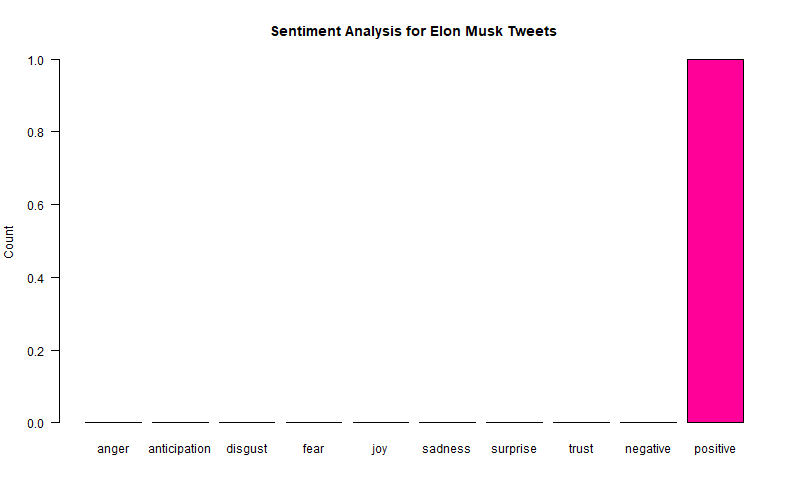 Sentiment Analysis for Elon Musk Tweets
Count
1.0
0.8
0.6
0.4
0.2
0.0
anger anticipation disgust fear joy sadness surprise trust negative positive